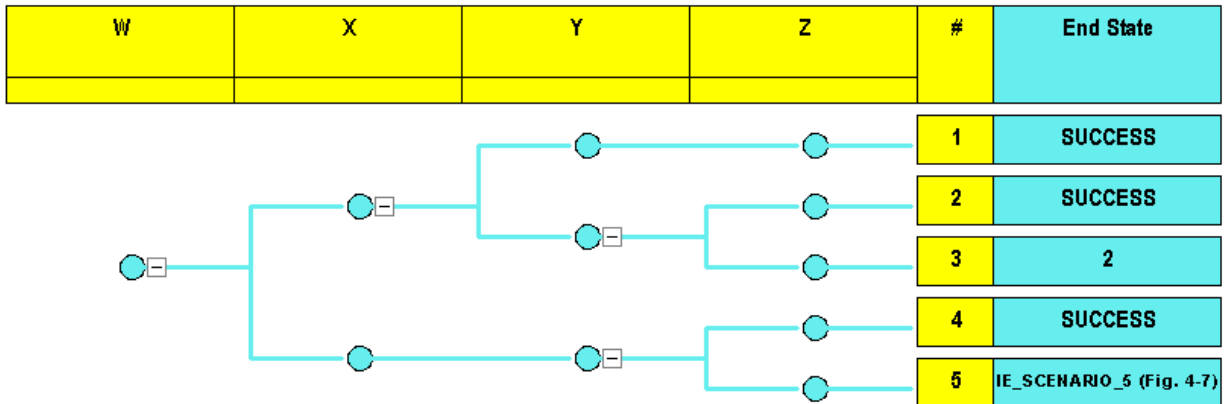 W X Y Z # End State
1 SUCCESS
2 SUCCESS
3 2
4 SUCCESS
5 IE_SCENARIO_5 (Fig. 4-7)